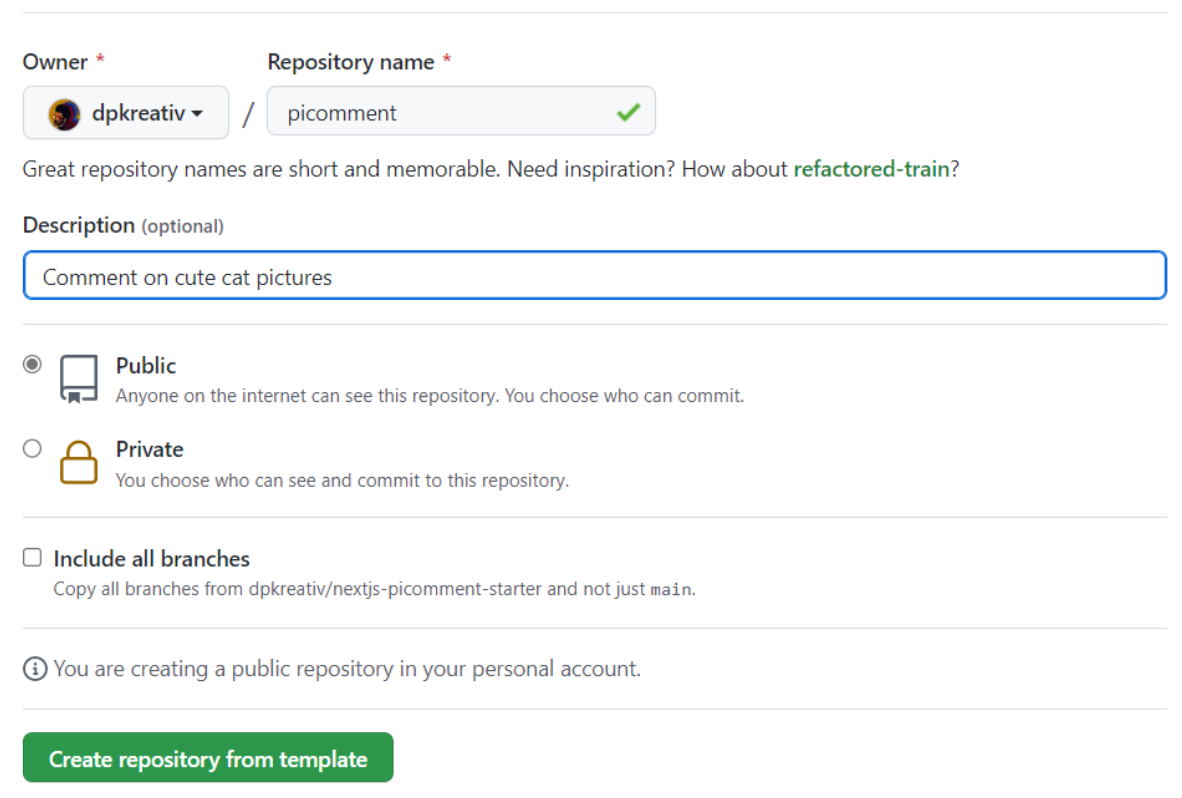 Owner *
Repository name *
dpkreativ / picomment
Great repository names are short and memorable. Need inspiration? How about refactored-train?
Description (optional)
Comment on cute cat pictures
Public
Anyone on the internet can see this repository. You choose who can commit.
Private
You choose who can see and commit to this repository.
Include all branches
Copy all branches from dpkreativ/nextjs-picomment-starter and not just main.
You are creating a public repository in your personal account.
Create repository from template